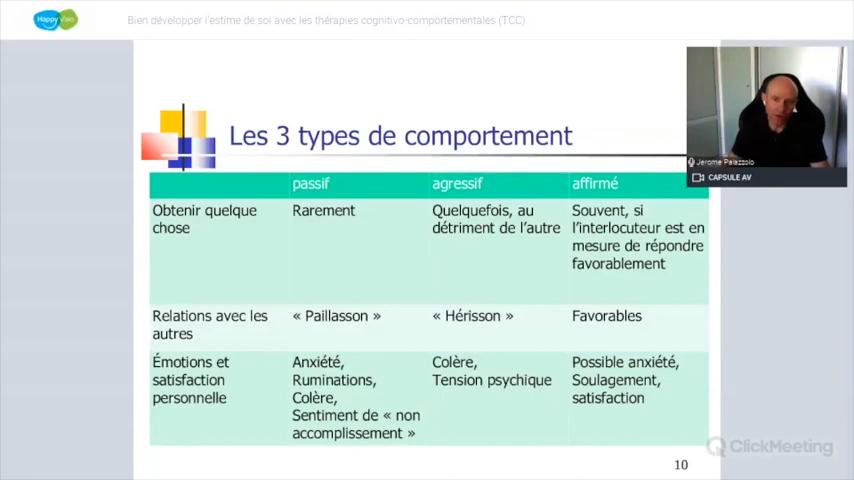 Happy Visio
Bien développer l'estime de soi avec les thérapies cognitivo-comportementales (TCC)
Les 3 types de comportement
Jerome Palazzolo
CAPSULE AV
passif agressif affirmé
Obtenir quelque Rarement Quelquefois, au Souvent, si
chose détriment de l'autre l'interlocuteur est en
mesure de répondre
favorablement
Relations avec les « Paillasson » « Hérisson » Favorables
autres
Émotions et Anxiété, Colère, Possible anxiété,
satisfaction Ruminations, Tension psychique Soulagement,
personnelle Colère, satisfaction
Sentiment de « non
accomplissement »
ClickMeeting
10